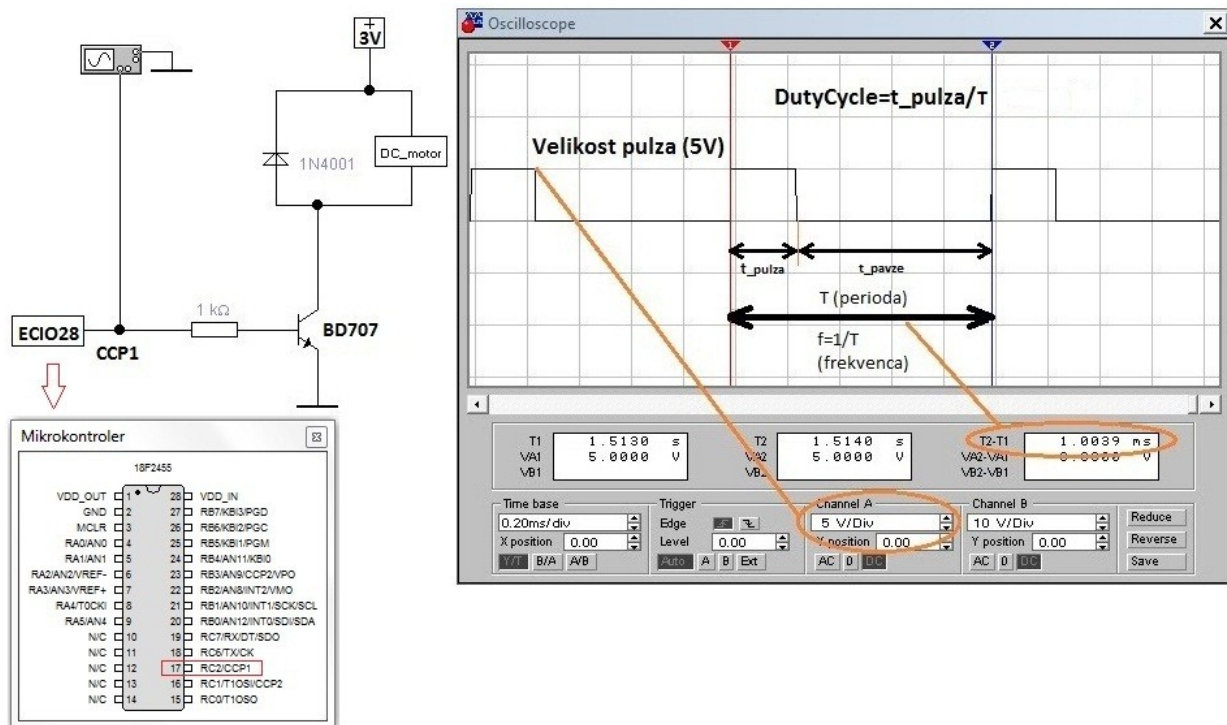 3V
1N4001
DC_motor
1 kΩ
ECIO28
CCP1
BD707
Mikrokontroler
18F2455
VDD_OUT 1 28 VDD_IN
GND 2 27 RB7/KBI3/PGD
MCLR 3 26 RB6/KBI2/PGC
RA0/AN0 4 25 RB5/KBI1/PGM
RA1/AN1 5 24 RB4/AN11/KBI0
RA2/AN2/VREF- 6 23 RB3/AN9/CCP2/VPO
RA3/AN3/VREF+ 7 22 RB2/AN8/INT2/VMO
RA4/T0CKI 8 21 RB1/AN10/INT1/SCK/SCL
RA5/AN4 9 20 RB0/AN12/INT0/SDI/SDA
N/C 10 19 RC7/RX/DT/SDO
N/C 11 18 RC6/TX/CK
N/C 12 17 RC2/CCP1
N/C 13 16 RC1/T1OSI/CCP2
N/C 14 15 RC0/T1OSO
Oscilloscope
1 2
DutyCycle=t_pulza/T
Velikost pulza (5V)
t_pulza t_pavze
T (perioda)
f=1/T
(frekvenca)
T1 1.5130 s
VA1 5.0000 V
VB1
T2 1.5140 s
VA2 5.0000 V
VB2
T2-T1 1.0039 ms
VA2-VA1 0.0000 V
VB2-VB1
Time base
0.20ms/div
X position 0.00
Y/T B/A A/B
Trigger
Edge
Level 0.00
Auto A B Ext
Channel A
5 V/Div
Y position 0.00
AC 0 DC
Channel B
10 V/Div
Y position 0.00
AC 0 DC
Reduce
Reverse
Save